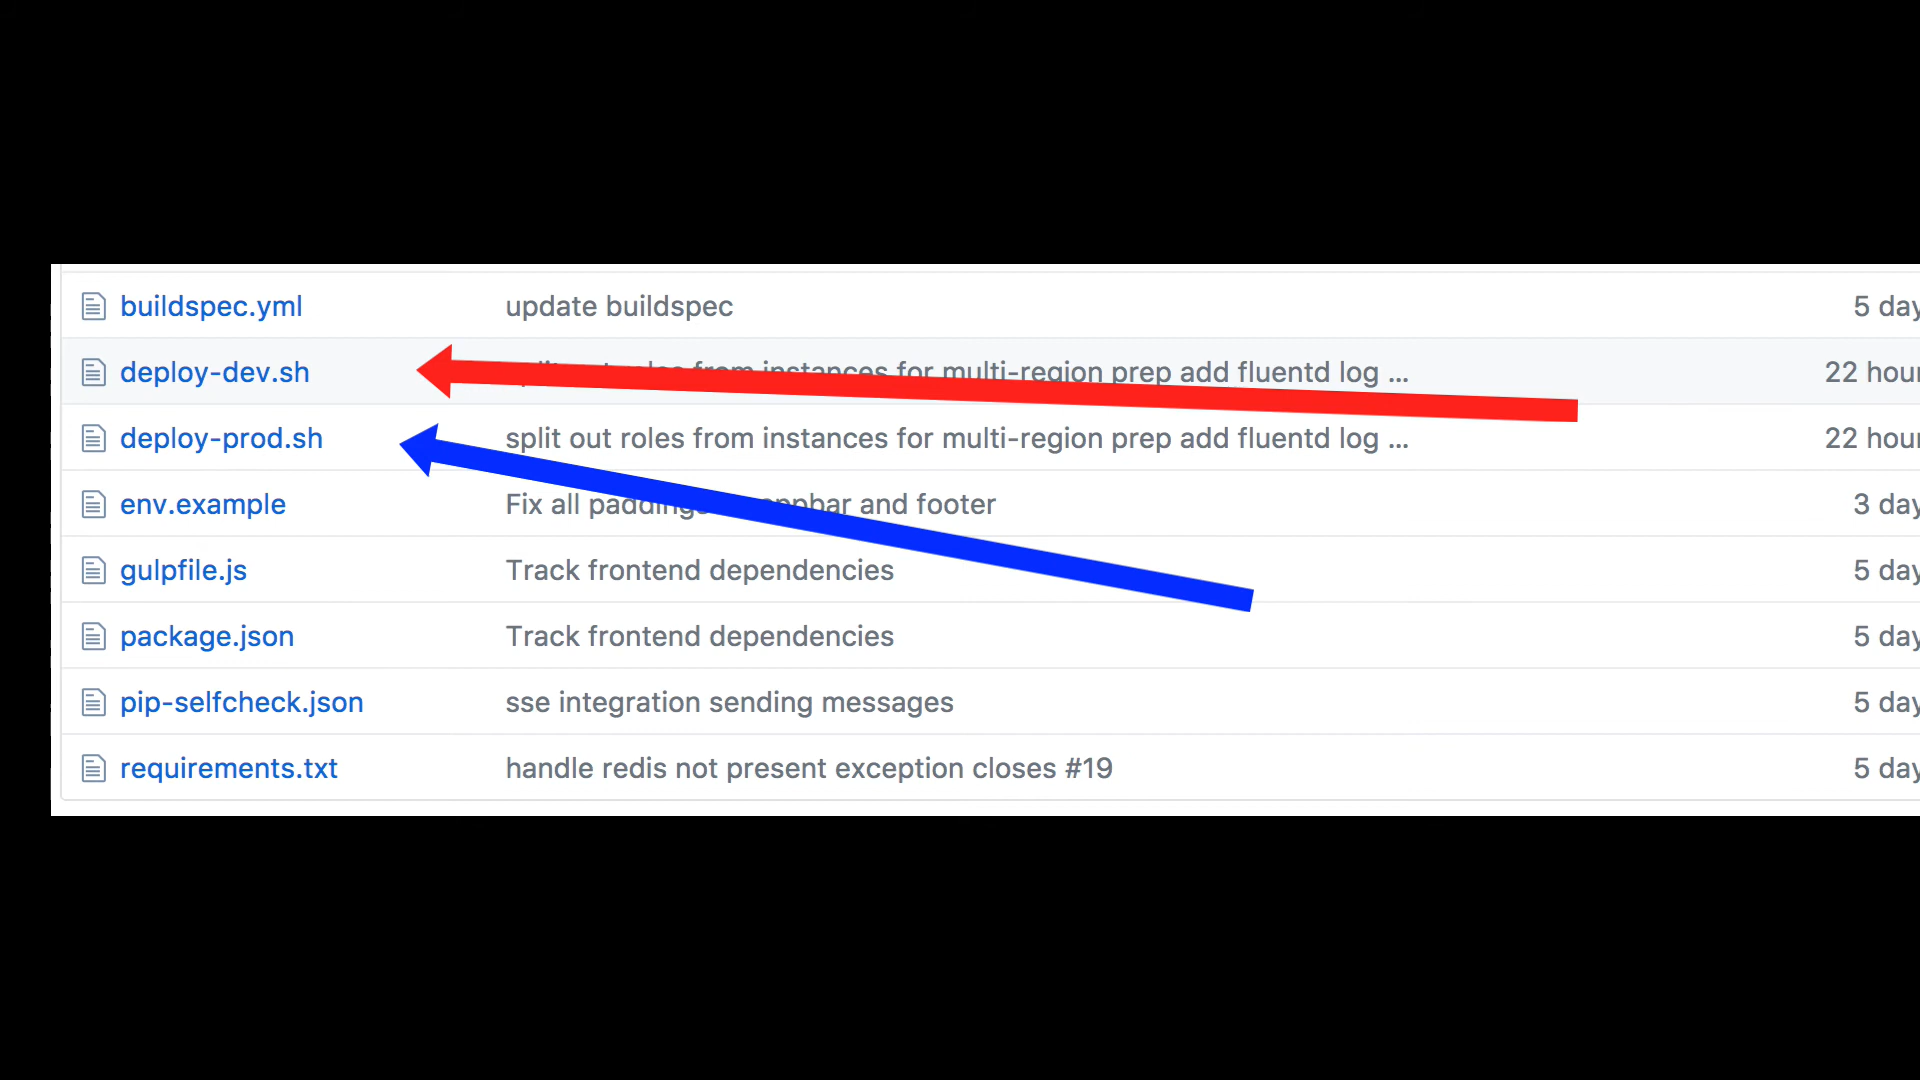 buildspec.yml update buildspec 5 day
deploy-dev.sh from instances for multi-region prep add fluentd log ... 22 hour
deploy-prod.sh split out roles from instances for multi-region prep add fluentd log ... 22 hour
env.example Fix all paddings appbar and footer 3 day
gulpfile.js Track frontend dependencies 5 day
package.json Track frontend dependencies 5 day
pip-selfcheck.json sse integration sending messages 5 day
requirements.txt handle redis not present exception closes #19 5 day